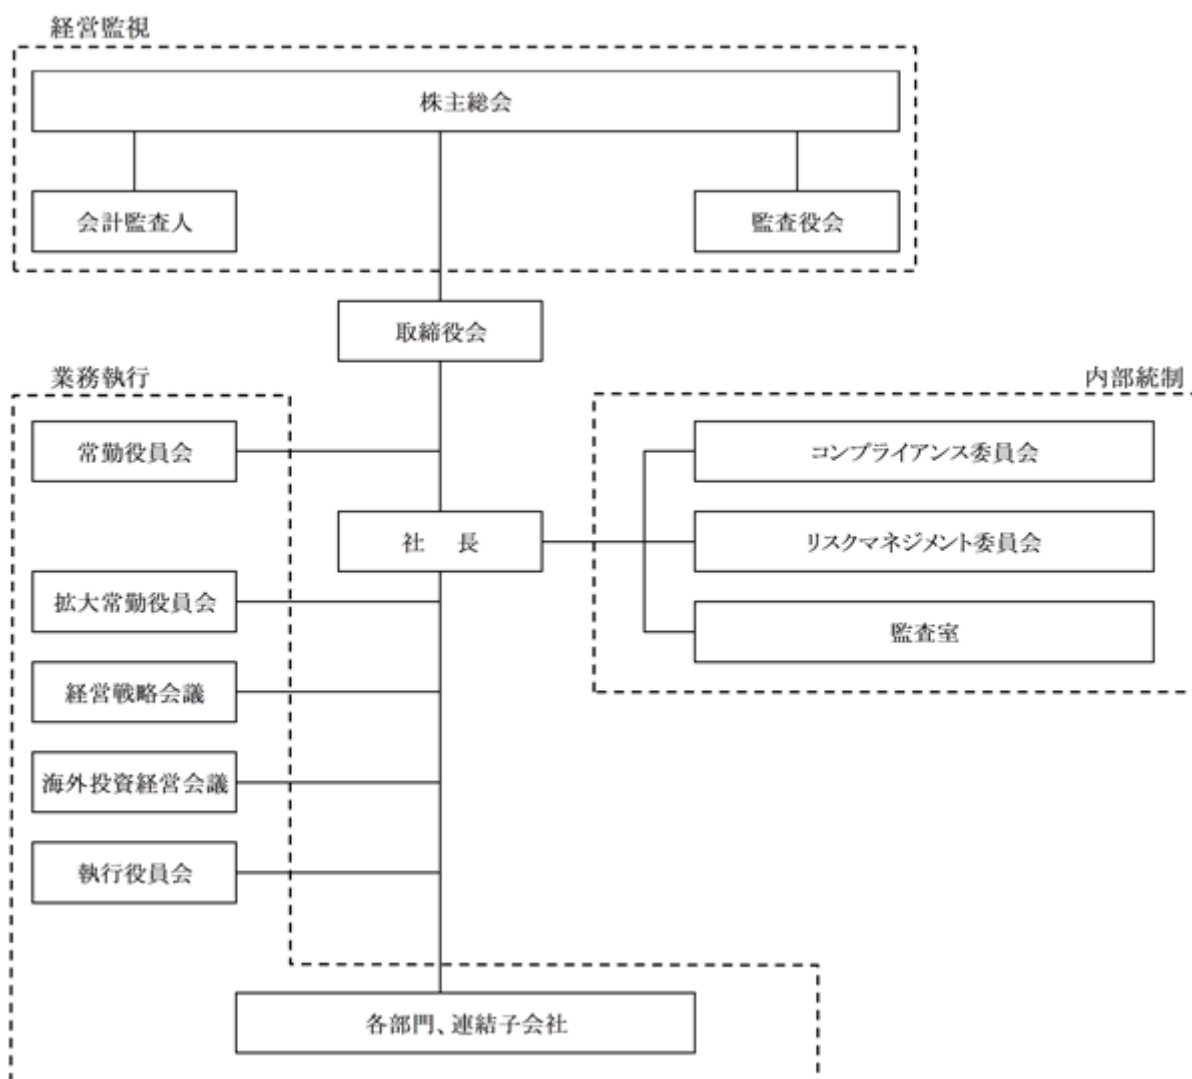 経営監視
株主総会
会計監査人
監査役会
取締役会
業務執行
内部統制
常勤役員会
コンプライアンス委員会
社　長
リスクマネジメント委員会
拡大常勤役員会
監査室
経営戦略会議
海外投資経営会議
執行役員会
各部門、連結子会社